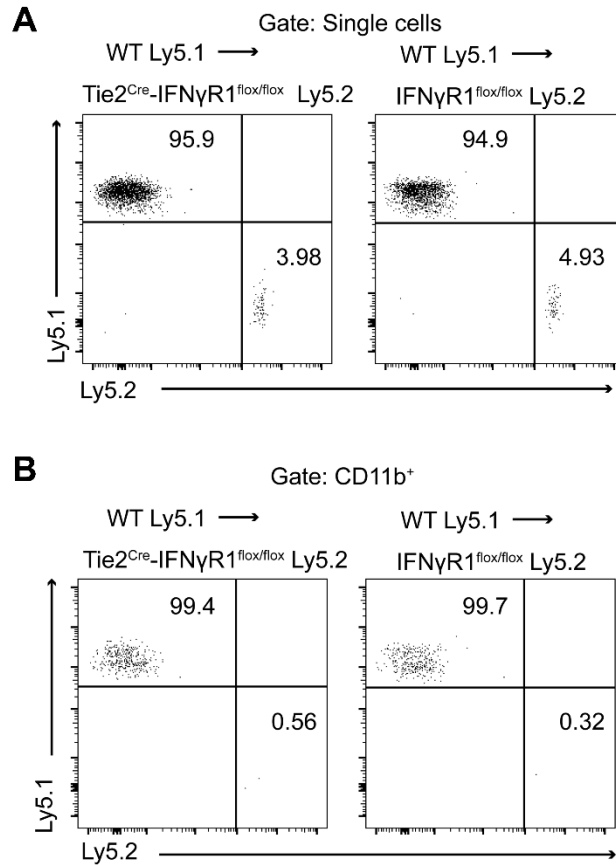 A
Gate: Single cells
WT Ly5.1 → WT Ly5.1 →
Tie2Cre-IFNγR1flox/flox Ly5.2 IFNγR1flox/flox Ly5.2
95.9 94.9
3.98 4.93
Ly5.1
Ly5.2
B
Gate: CD11b+
WT Ly5.1 → WT Ly5.1 →
Tie2Cre-IFNγR1flox/flox Ly5.2 IFNγR1flox/flox Ly5.2
99.4 99.7
0.56 0.32
Ly5.1
Ly5.2